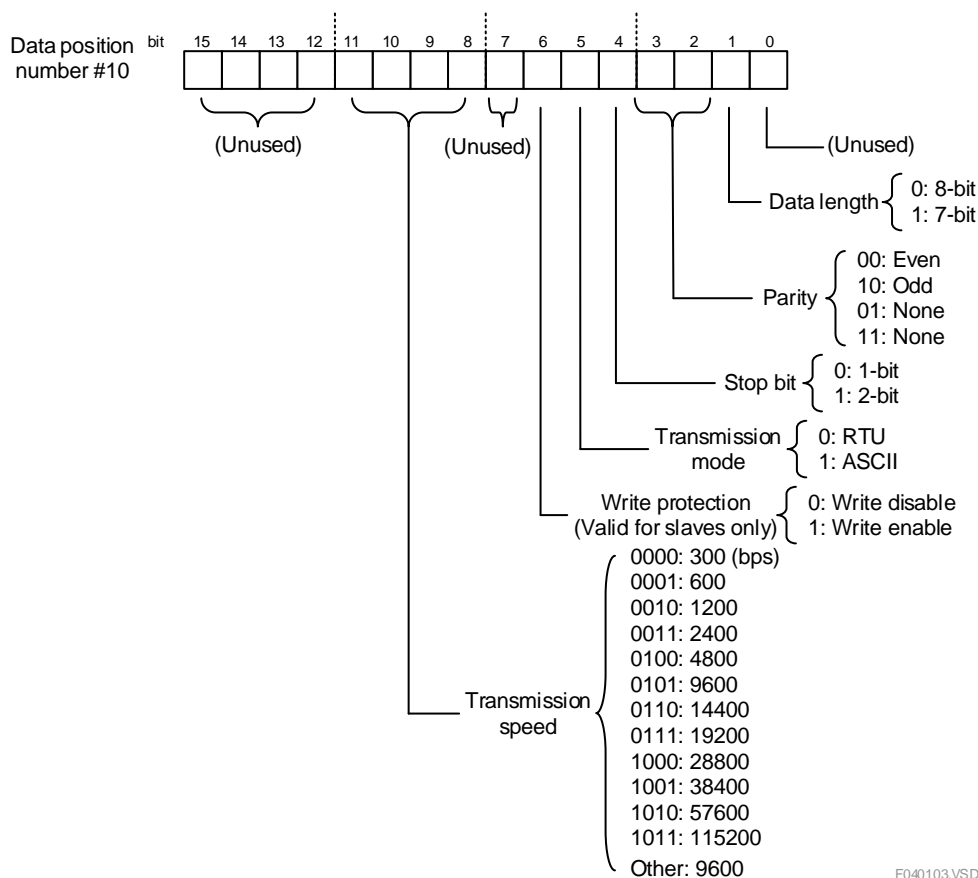 Data position
number #10
bit 15 14 13 12 11 10 9 8 7 6 5 4 3 2 1 0
(Unused) (Unused) (Unused)
Data length
0: 8-bit
1: 7-bit
Parity
00: Even
10: Odd
01: None
11: None
Stop bit
0: 1-bit
1: 2-bit
Transmission
mode
0: RTU
1: ASCII
Write protection
(Valid for slaves only)
0: Write disable
1: Write enable
Transmission
speed
0000: 300 (bps)
0001: 600
0010: 1200
0011: 2400
0100: 4800
0101: 9600
0110: 14400
0111: 19200
1000: 28800
1001: 38400
1010: 57600
1011: 115200
Other: 9600
F040103.VSD